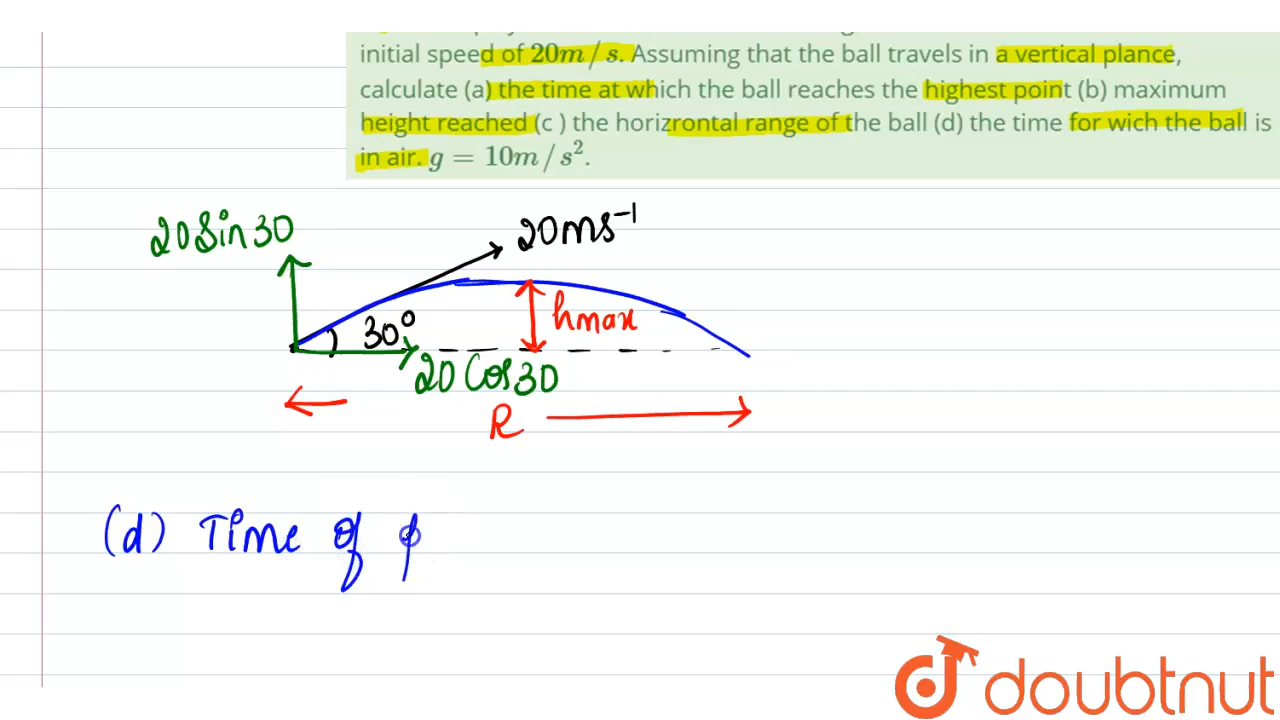 initial speed of 20m/s. Assuming that the ball travels in a vertical plance,
calculate (a) the time at which the ball reaches the highest point (b) maximum
height reached (c ) the horizrontal range of the ball (d) the time for wich the ball is
in air. g = 10m/s².
20 Sin 30
20ms⁻¹
30°
hmax
20 Cos 30
R
(d) Time of
doubtnut